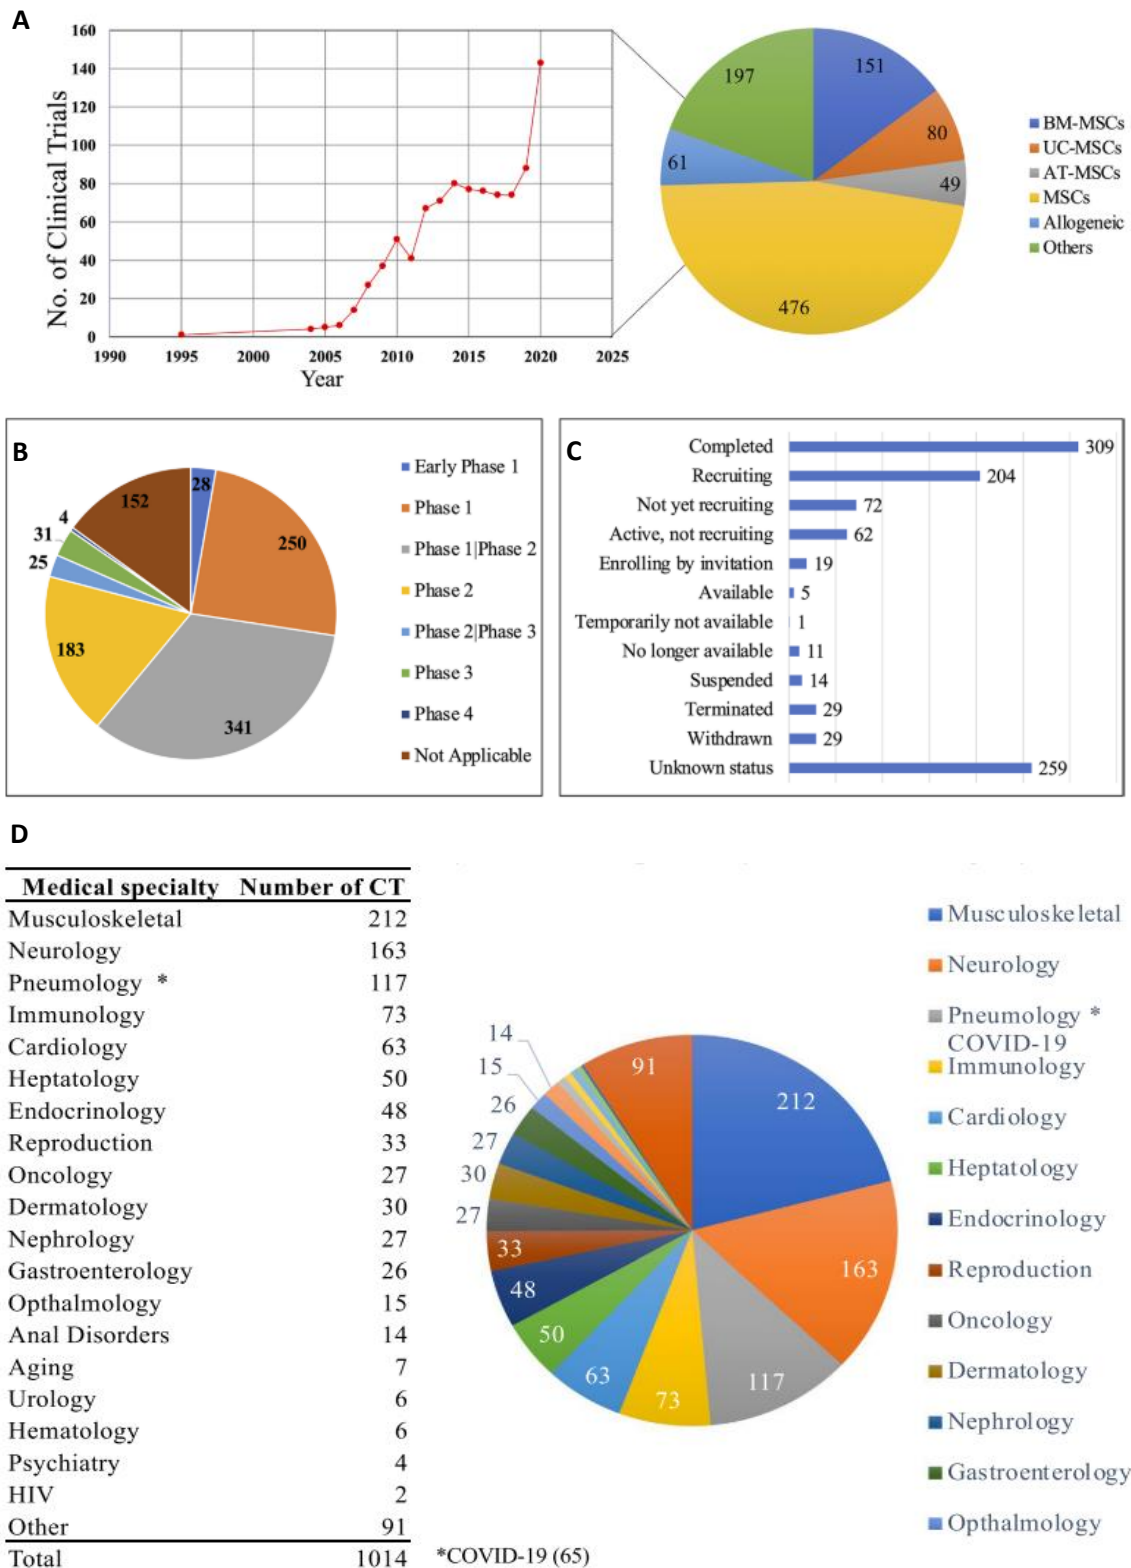 A
160
140
120
100
80
60
40
20
0
No. of Clinical Trials
1990 1995 2000 2005 2010 2015 2020 2025
Year
151
80
49
476
61
197
BM-MSCs
UC-MSCs
AT-MSCs
MSCs
Allogeneic
Others
B
28
250
341
183
25
31
4
152
Early Phase 1
Phase 1
Phase 1|Phase 2
Phase 2
Phase 2|Phase 3
Phase 3
Phase 4
Not Applicable
C
Completed 309
Recruiting 204
Not yet recruiting 72
Active, not recruiting 62
Enrolling by invitation 19
Available 5
Temporarily not available 1
No longer available 11
Suspended 14
Terminated 29
Withdrawn 29
Unknown status 259
D
Medical specialty Number of CT
Musculoskeletal 212
Neurology 163
Pneumology * 117
Immunology 73
Cardiology 63
Heptatology 50
Endocrinology 48
Reproduction 33
Oncology 27
Dermatology 30
Nephrology 27
Gastroenterology 26
Opthalmology 15
Anal Disorders 14
Aging 7
Urology 6
Hematology 6
Psychiatry 4
HIV 2
Other 91
Total 1014
*COVID-19 (65)
212
163
117
73
63
50
48
33
27
30
27
26
15
14
91
Musculoskeletal
Neurology
Pneumology *
COVID-19
Immunology
Cardiology
Heptatology
Endocrinology
Reproduction
Oncology
Dermatology
Nephrology
Gastroenterology
Opthalmology